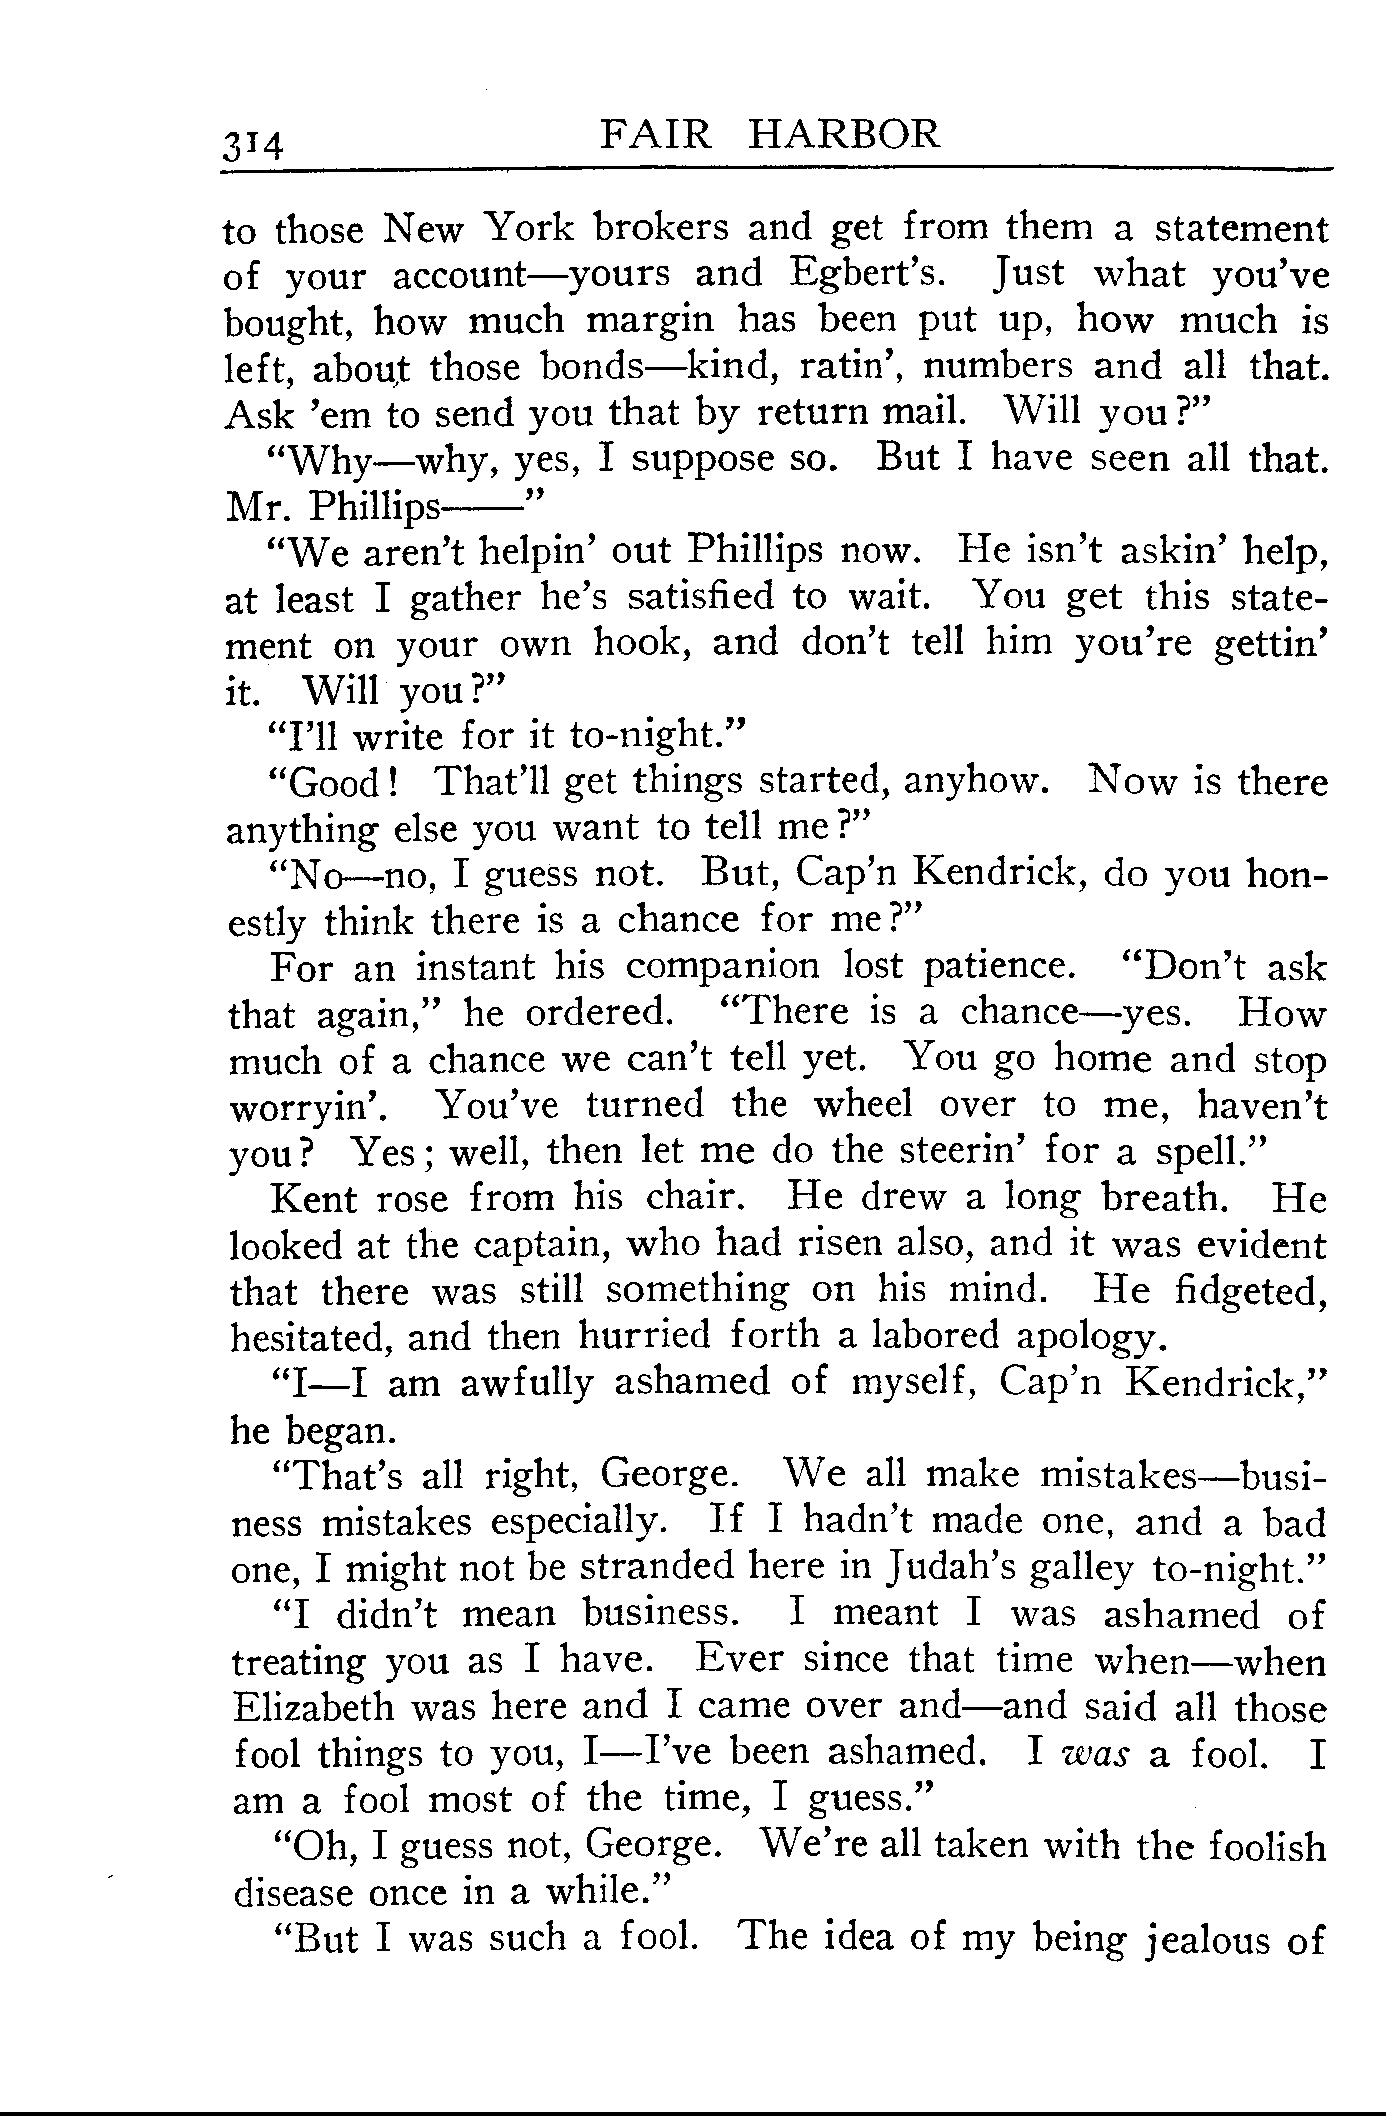 314 FAIR HARBOR
to those New York brokers and get from them a statement
of your account—yours and Egbert's. Just what you've
bought, how much margin has been put up, how much is
left, about those bonds—kind, ratin', numbers and all that.
Ask 'em to send you that by return mail. Will you?"
"Why—why, yes, I suppose so. But I have seen all that.
Mr. Phillips——"
"We aren't helpin' out Phillips now. He isn't askin' help,
at least I gather he's satisfied to wait. You get this state-
ment on your own hook, and don't tell him you're gettin'
it. Will you?"
"I'll write for it to-night."
"Good! That'll get things started, anyhow. Now is there
anything else you want to tell me?"
"No—no, I guess not. But, Cap'n Kendrick, do you hon-
estly think there is a chance for me?"
For an instant his companion lost patience. "Don't ask
that again," he ordered. "There is a chance—yes. How
much of a chance we can't tell yet. You go home and stop
worryin'. You've turned the wheel over to me, haven't
you? Yes; well, then let me do the steerin' for a spell."
Kent rose from his chair. He drew a long breath. He
looked at the captain, who had risen also, and it was evident
that there was still something on his mind. He fidgeted,
hesitated, and then hurried forth a labored apology.
"I—I am awfully ashamed of myself, Cap'n Kendrick,"
he began.
"That's all right, George. We all make mistakes—busi-
ness mistakes especially. If I hadn't made one, and a bad
one, I might not be stranded here in Judah's galley to-night."
"I didn't mean business. I meant I was ashamed of
treating you as I have. Ever since that time when—when
Elizabeth was here and I came over and—and said all those
fool things to you, I—I've been ashamed. I was a fool. I
am a fool most of the time, I guess."
"Oh, I guess not, George. We're all taken with the foolish
disease once in a while."
"But I was such a fool. The idea of my being jealous of